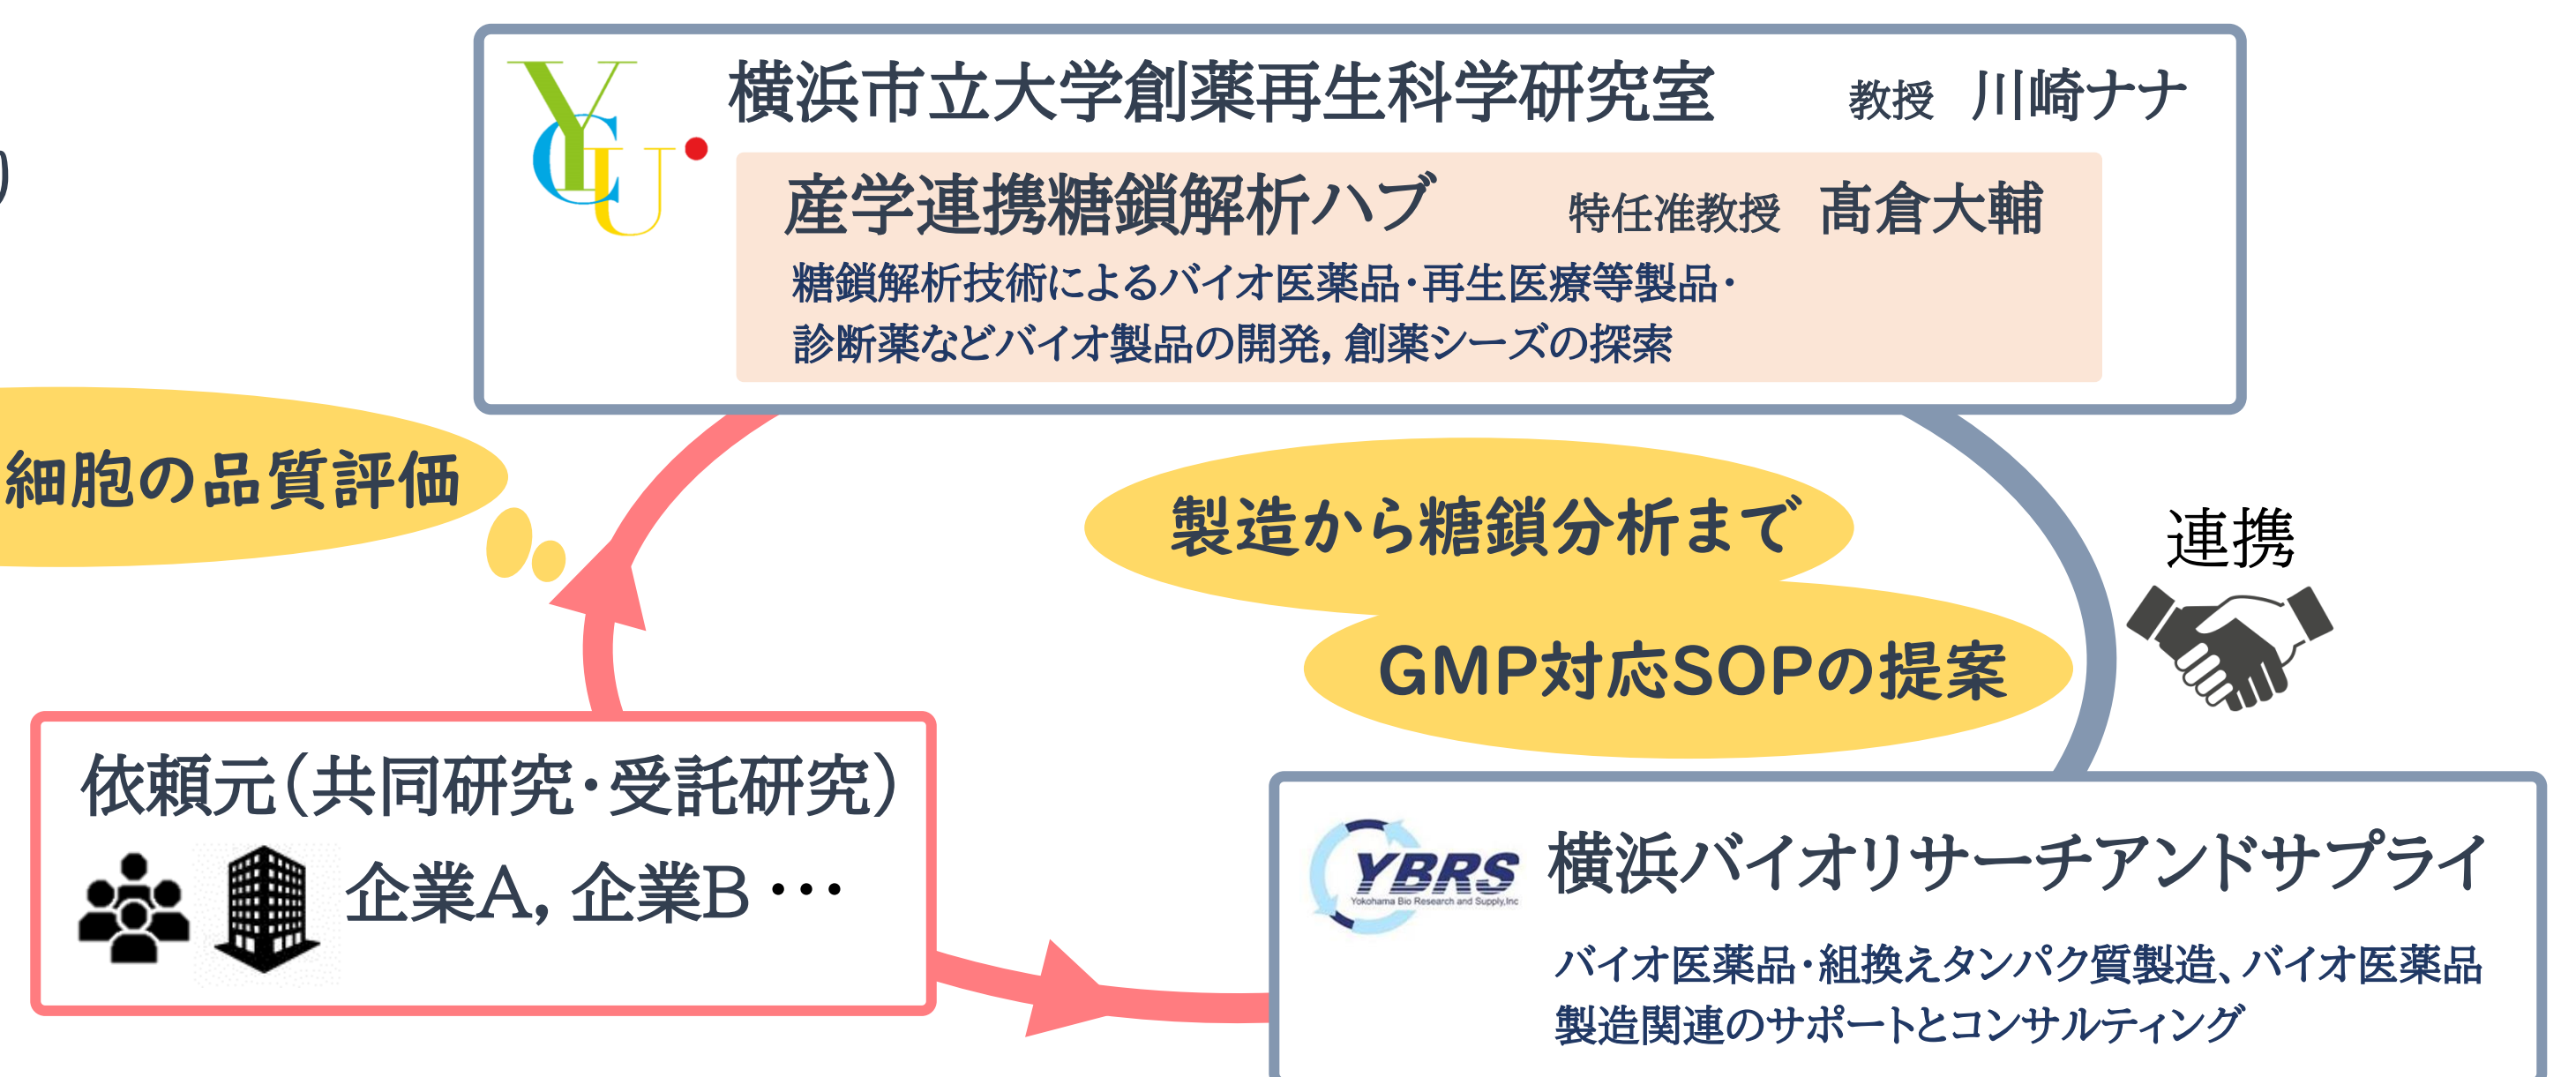 横浜市立大学創薬再生科学研究室 教授 川崎ナナ
YCU
産学連携糖鎖解析ハブ 特任准教授 髙倉大輔
糖鎖解析技術によるバイオ医薬品・再生医療等製品・
診断薬などバイオ製品の開発, 創薬シーズの探索
細胞の品質評価
製造から糖鎖分析まで
連携
GMP対応SOPの提案
依頼元（共同研究・受託研究）
企業A, 企業B …
YBRS
Yokohama Bio Research and Supply,Inc
横浜バイオリサーチアンドサプライ
バイオ医薬品・組換えタンパク質製造、バイオ医薬品
製造関連のサポートとコンサルティング